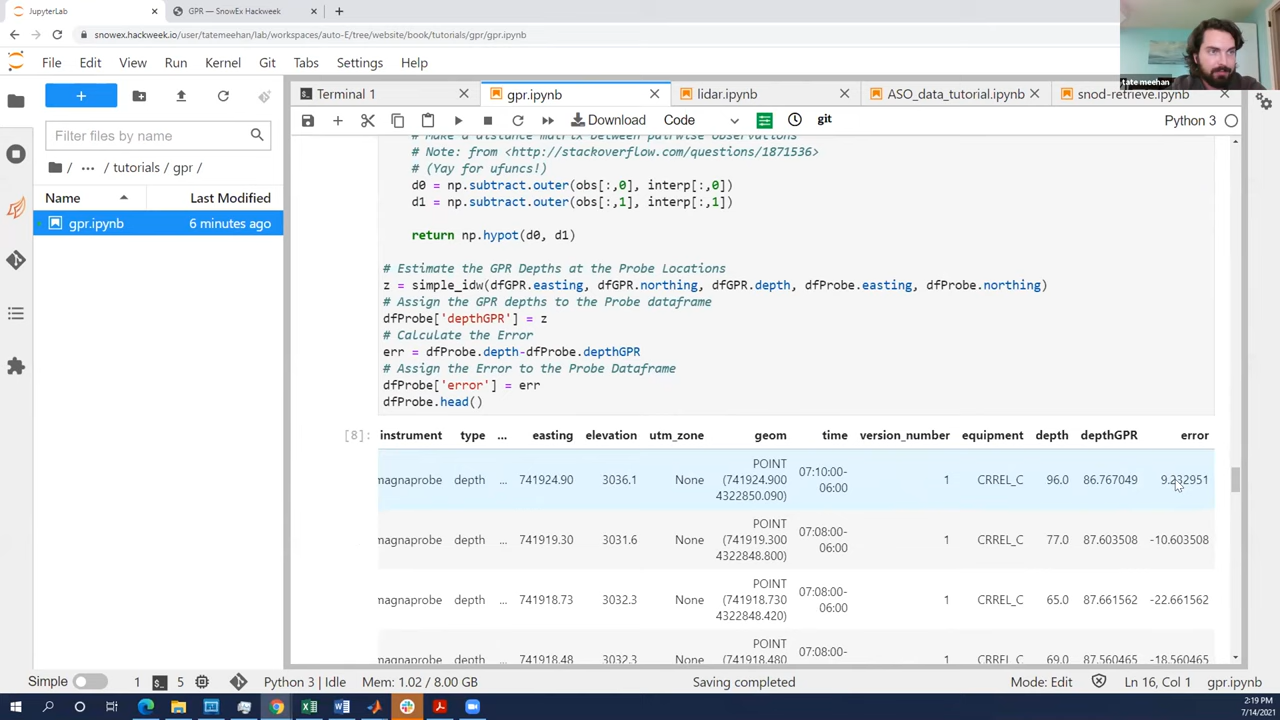 JupyterLab
GPR — SnowEx Hackweek
snowex.hackweek.io/user/tatemeehan/lab/workspaces/auto-E/tree/website/book/tutorials/gpr/gpr.ipynb
tate meehan
File Edit View Run Kernel Git Tabs Settings Help
Terminal 1
gpr.ipynb
lidar.ipynb
ASO_data_tutorial.ipynb
snod-retrieve.ipynb
Download
Code
git
Python 3
Filter files by name
/ ... / tutorials / gpr /
Name Last Modified
gpr.ipynb 6 minutes ago
# Make a distance matrix between pairwise observations
# Note: from <http://stackoverflow.com/questions/1871536>
# (Yay for ufuncs!)
d0 = np.subtract.outer(obs[:,0], interp[:,0])
d1 = np.subtract.outer(obs[:,1], interp[:,1])
return np.hypot(d0, d1)
# Estimate the GPR Depths at the Probe Locations
z = simple_idw(dfGPR.easting, dfGPR.northing, dfGPR.depth, dfProbe.easting, dfProbe.northing)
# Assign the GPR depths to the Probe dataframe
dfProbe['depthGPR'] = z
# Calculate the Error
err = dfProbe.depth-dfProbe.depthGPR
# Assign the Error to the Probe Dataframe
dfProbe['error'] = err
dfProbe.head()
[8]: instrument type ... easting elevation utm_zone geom time version_number equipment depth depthGPR error
magnaprobe depth ... 741924.90 3036.1 None POINT (741924.900 4322850.090) 07:10:00-06:00 1 CRREL_C 96.0 86.767049 9.232951
magnaprobe depth ... 741919.30 3031.6 None POINT (741919.300 4322848.800) 07:08:00-06:00 1 CRREL_C 77.0 87.603508 -10.603508
magnaprobe depth ... 741918.73 3032.3 None POINT (741918.730 4322848.420) 07:08:00-06:00 1 CRREL_C 65.0 87.661562 -22.661562
magnaprobe depth ... 741918.48 3032.3 None POINT (741918.480 07:08:00- 1 CRREL_C 69.0 87.560465 -18.560465
Simple 1 5 Python 3 | Idle Mem: 1.02 / 8.00 GB Saving completed Mode: Edit Ln 16, Col 1 gpr.ipynb
2:19 PM
7/14/2021